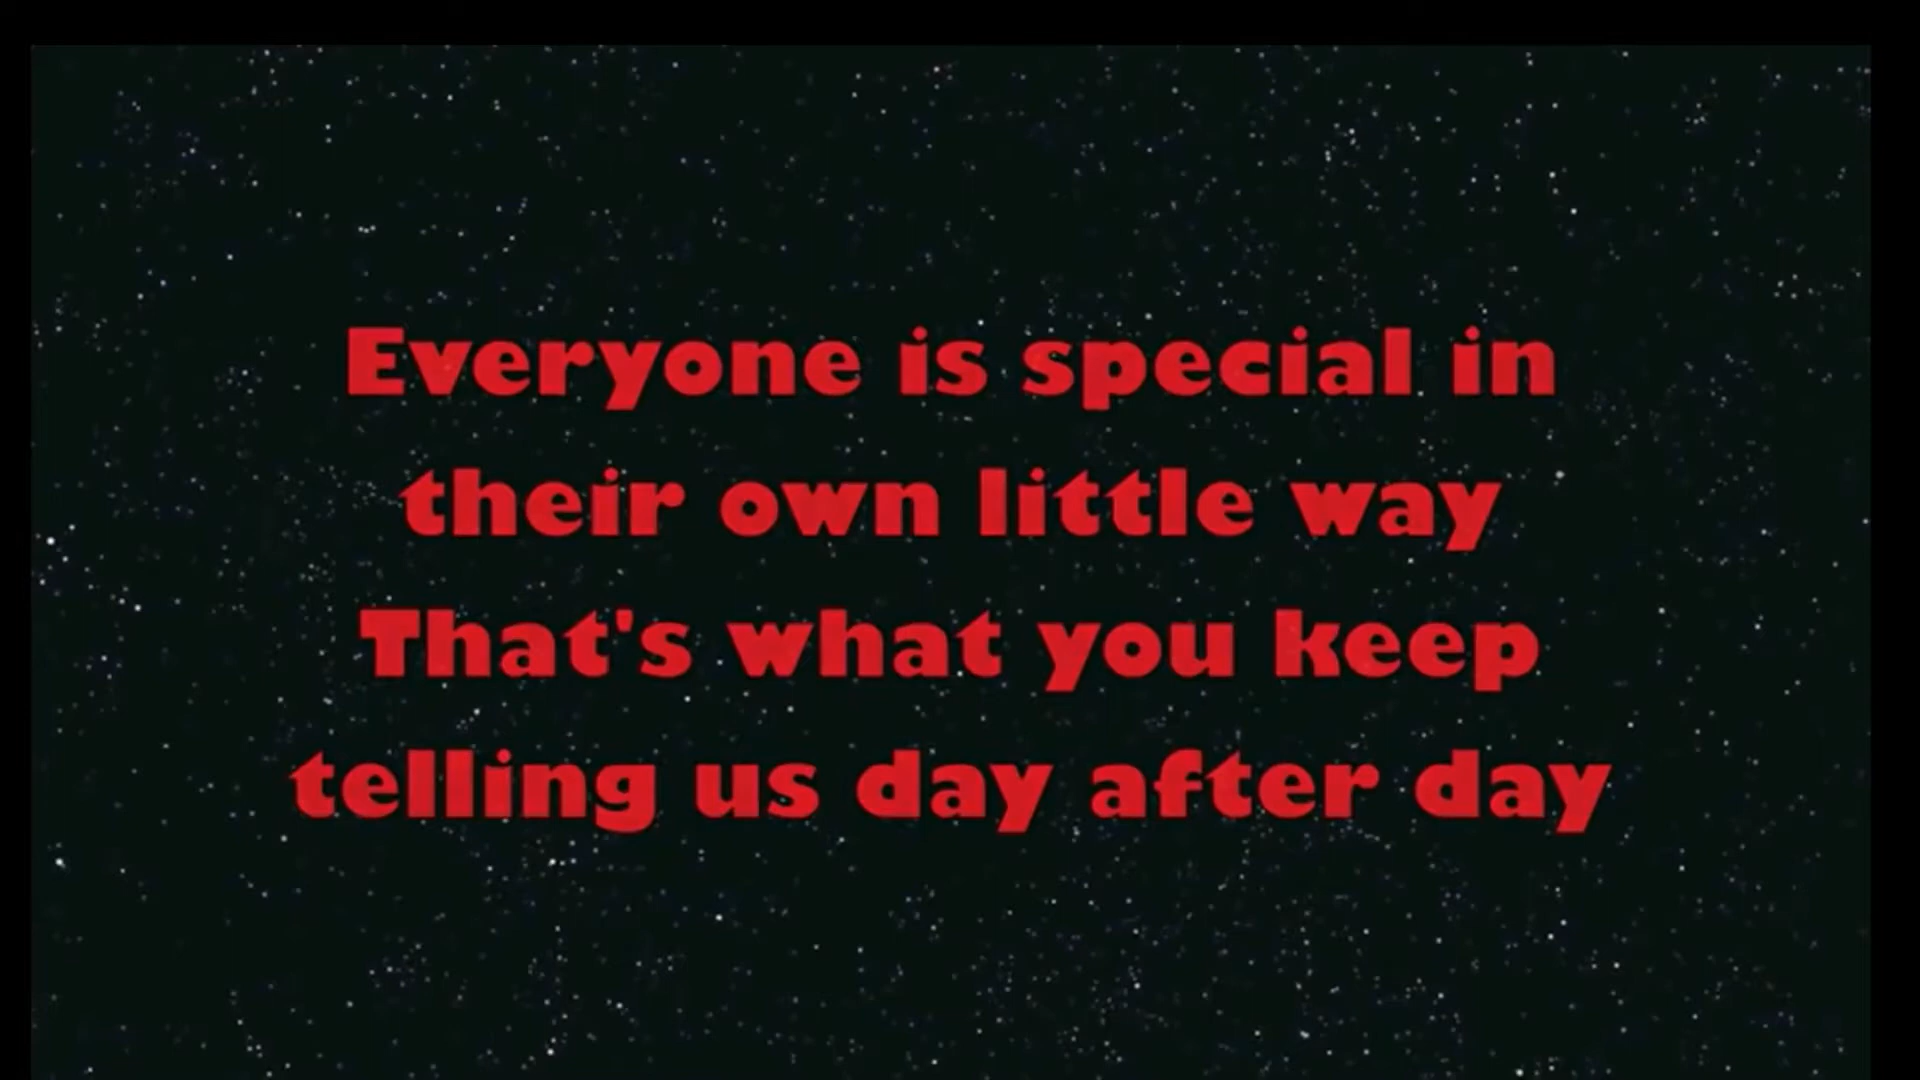 Everyone is special in
their own little way
That's what you keep
telling us day after day